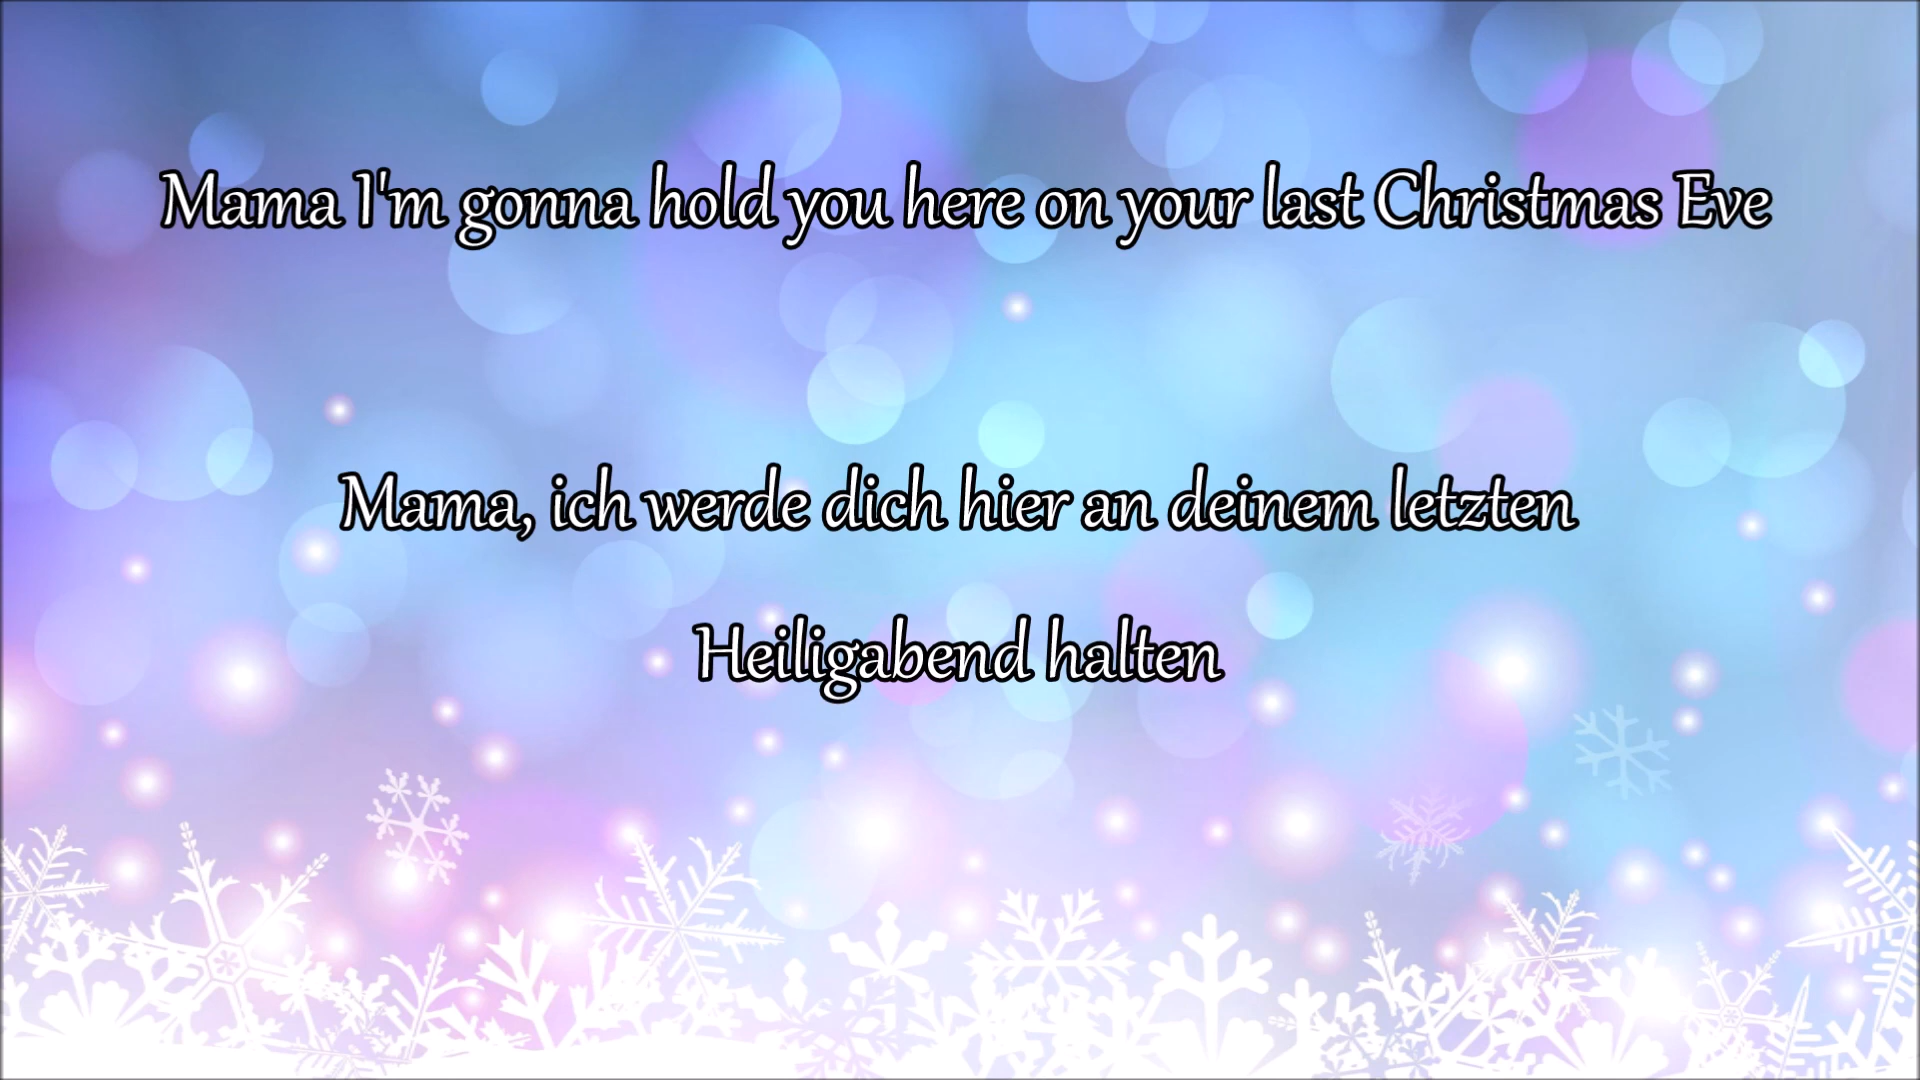 Mama I'm gonna hold you here on your last Christmas Eve
Mama, ich werde dich hier an deinem letzten
Heiligabend halten